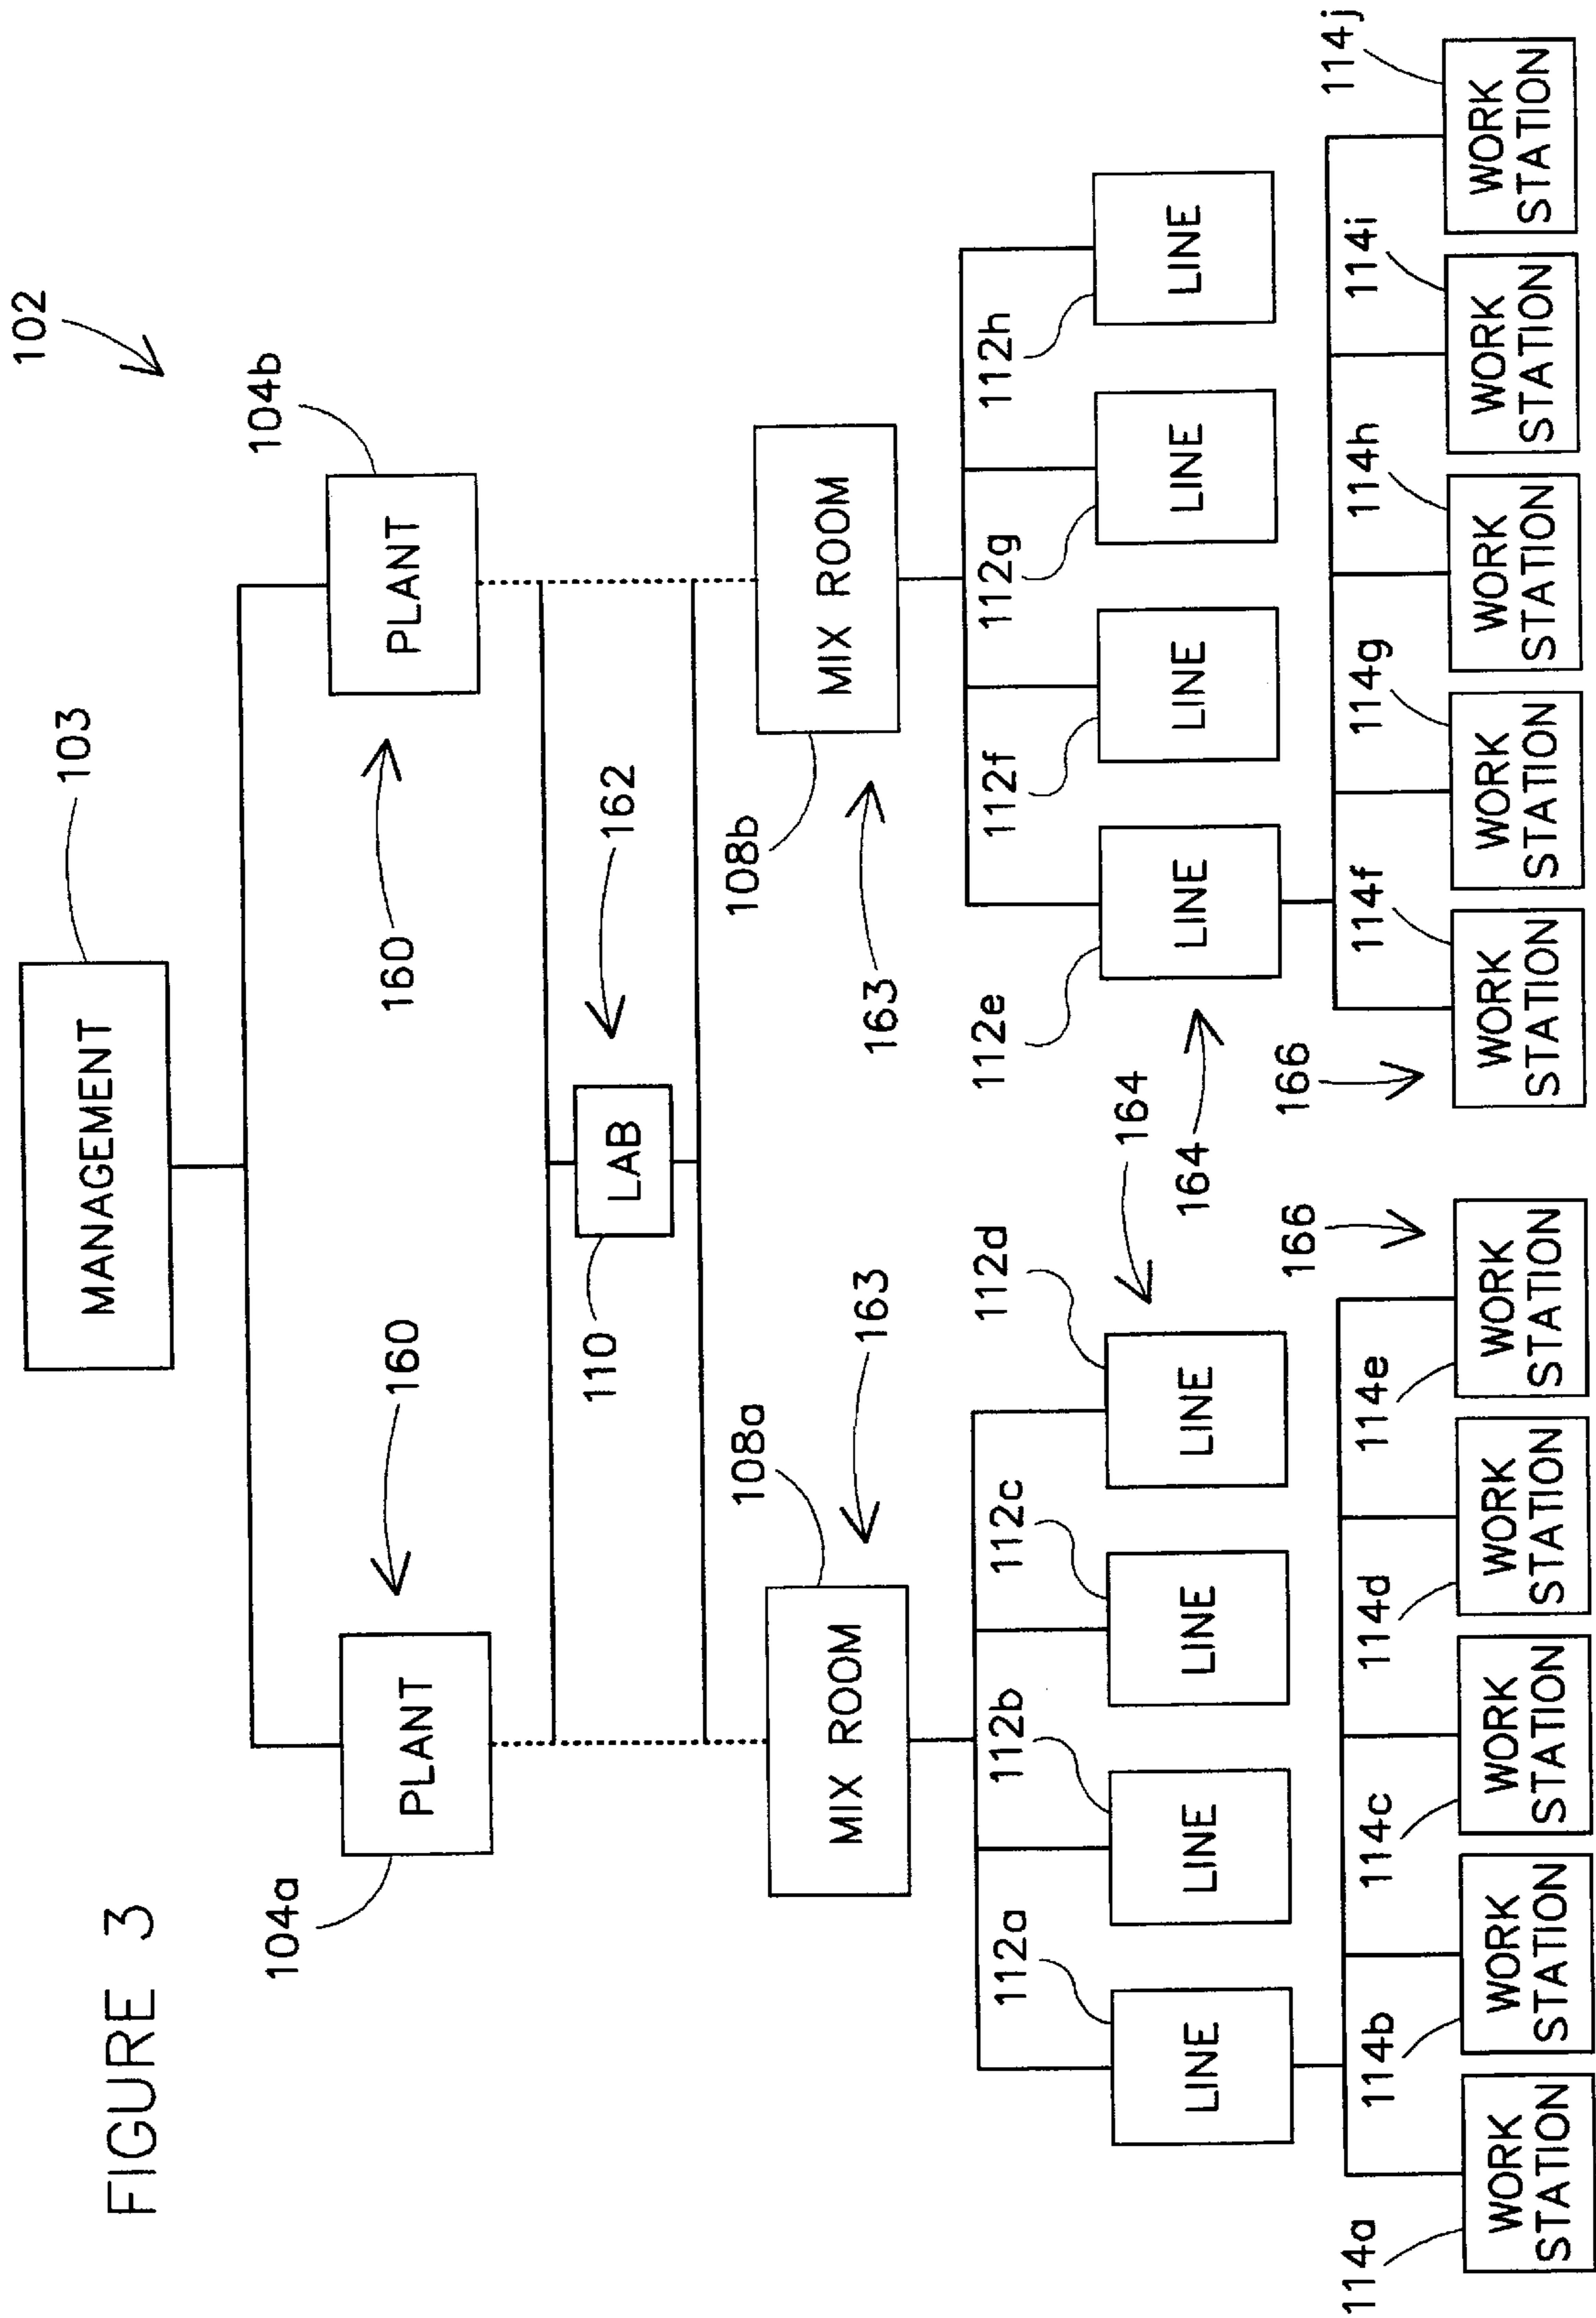 FIGURE 3
102
MANAGEMENT
103
104a
PLANT
160
160
PLANT
104b
110
LAB
162
108a
MIX ROOM
163
108b
MIX ROOM
163
112a
LINE
112b
LINE
112c
LINE
112d
LINE
164
164
112e
LINE
112f
LINE
112g
LINE
112h
LINE
166
166
114a
WORK
STATION
114b
WORK
STATION
114c
WORK
STATION
114d
WORK
STATION
114e
WORK
STATION
114f
WORK
STATION
114g
WORK
STATION
114h
WORK
STATION
114i
WORK
STATION
114j
WORK
STATION